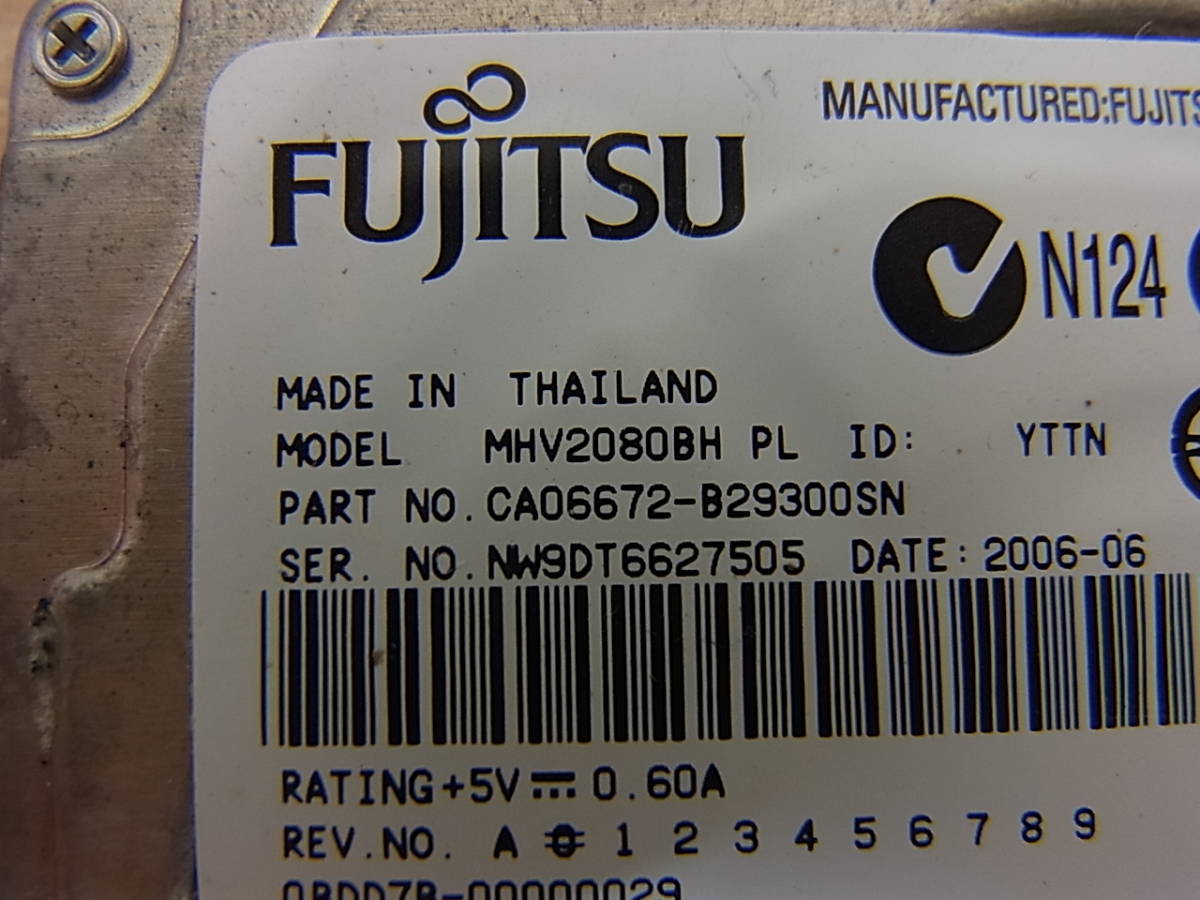 FUJITSU
MANUFACTURED:FUJITS
N124
MADE IN THAILAND
MODEL MHV2080BH PL ID: YTTN
PART NO. CA06672-B29300SN
SER. NO. NW9DT6627505 DATE: 2006-06
RATING+5V⎓0.60A
REV.NO. A 0 1 2 3 4 5 6 7 8 9